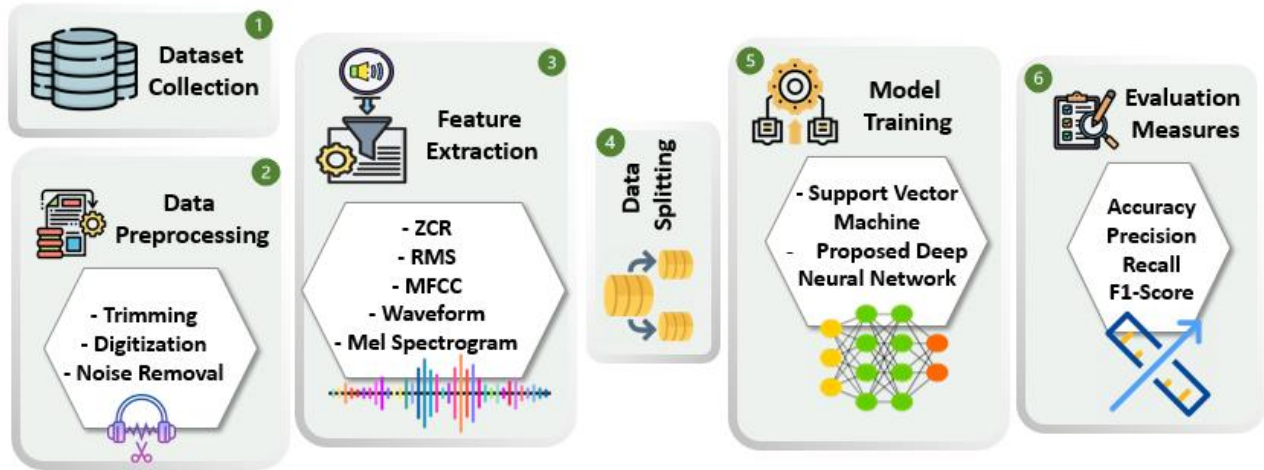 1
Dataset
Collection
2
Data
Preprocessing
- Trimming
- Digitization
- Noise Removal
3
Feature
Extraction
- ZCR
- RMS
- MFCC
- Waveform
- Mel Spectrogram
4
Data
Splitting
5
Model
Training
- Support Vector
Machine
- Proposed Deep
Neural Network
6
Evaluation
Measures
Accuracy
Precision
Recall
F1-Score